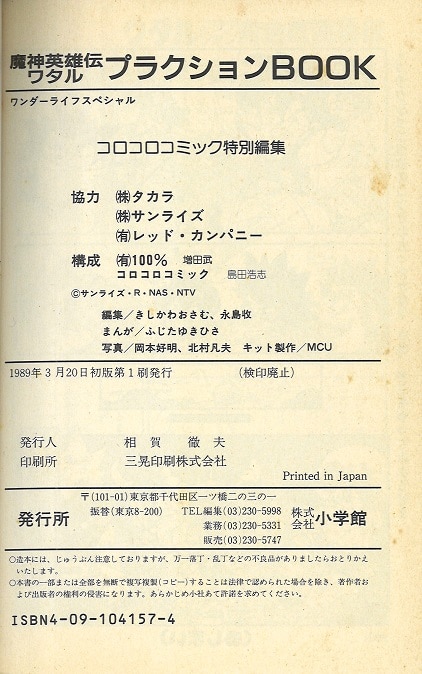 魔神英雄伝ワタル プラクションBOOK
ワンダーライフスペシャル
コロコロコミック特別編集
協力 ㈱タカラ
㈱サンライズ
㈲レッド・カンパニー
構成 ㈲100% 増田武
コロコロコミック 島田浩志
©サンライズ・R・NAS・NTV
編集/きしかわおさむ、永島收
まんが/ふじたゆきひさ
写真/岡本好明、北村凡夫 キット製作/MCU
1989年3月20日初版第1刷発行 (検印廃止)
発行人 相賀徹夫
印刷所 三晃印刷株式会社
Printed in Japan
発行所
〒(101-01)東京都千代田区一ツ橋二の三の一
振替(東京8-200) TEL編集(03)230-5998
業務(03)230-5331
販売(03)230-5747
株式会社 小学館
○造本には、じゅうぶん注意しておりますが、万一落丁・乱丁などの不良品がありましたらおとりかえ
いたします。
○本書の一部または全部を無断で複写複製(コピー)することは法律で認められた場合を除き、著作者お
よび出版者の権利の侵害になります。あらかじめ小社あて許諾を求めてください。
ISBN4-09-104157-4